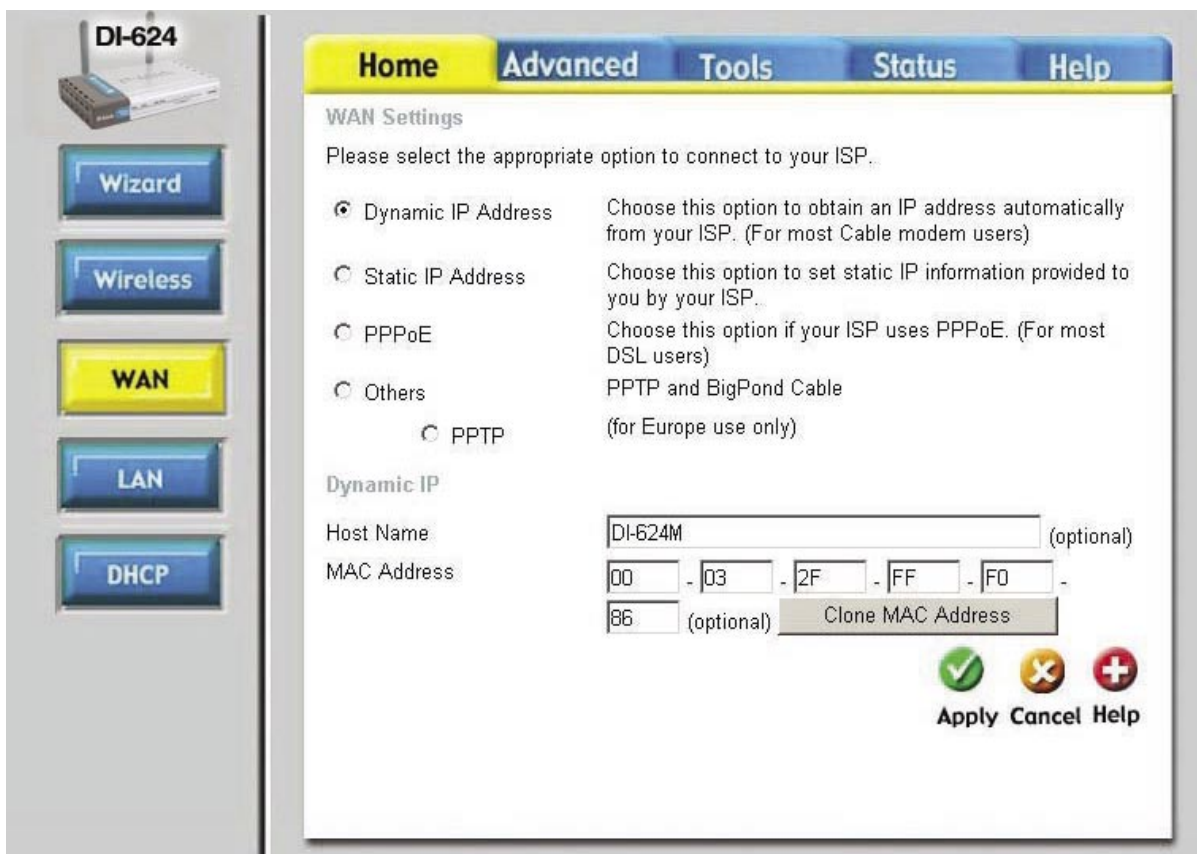 DI-624
Home
Advanced
Tools
Status
Help
Wizard
Wireless
WAN
LAN
DHCP
WAN Settings
Please select the appropriate option to connect to your ISP.
Dynamic IP Address
Choose this option to obtain an IP address automatically
from your ISP. (For most Cable modem users)
Static IP Address
Choose this option to set static IP information provided to
you by your ISP.
PPPoE
Choose this option if your ISP uses PPPoE. (For most
DSL users)
Others
PPTP and BigPond Cable
PPTP
(for Europe use only)
Dynamic IP
Host Name
DI-624M (optional)
MAC Address
00 - 03 - 2F - FF - F0 -
86 (optional) Clone MAC Address
Apply Cancel Help